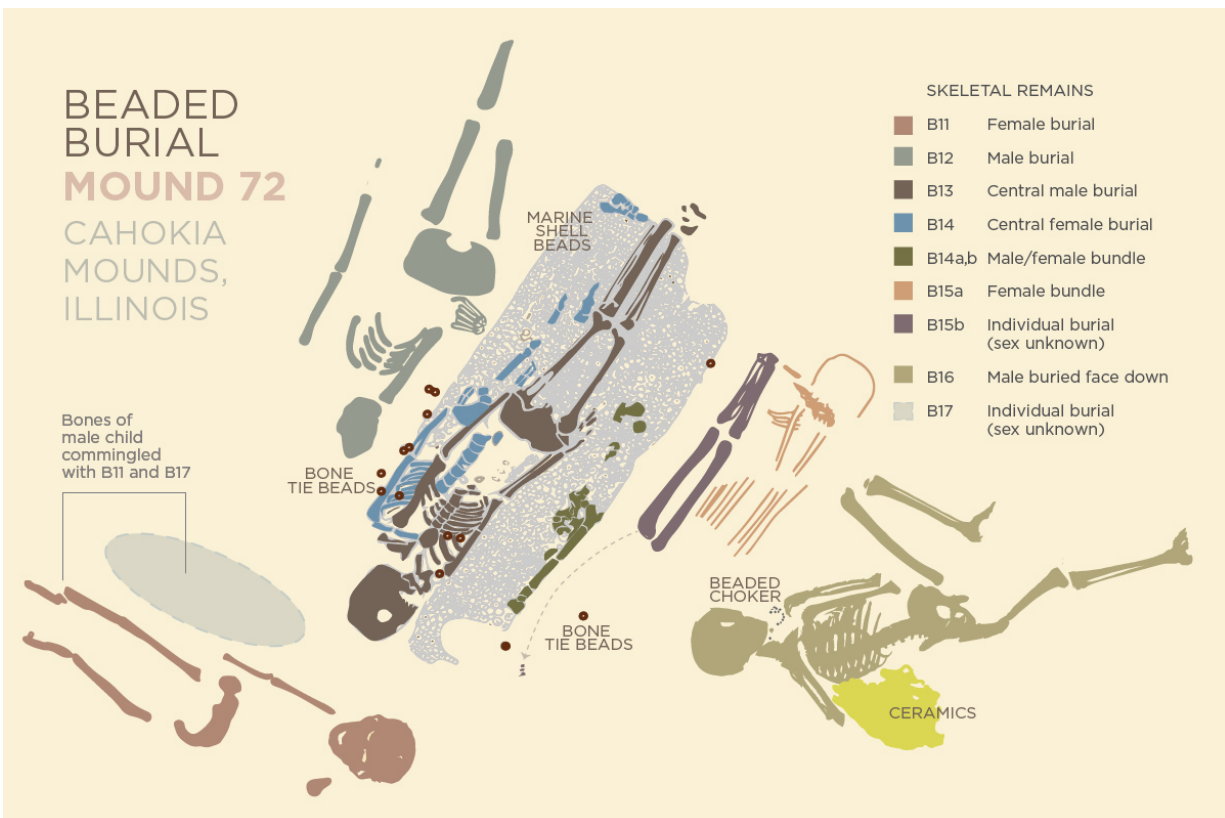 BEADED
BURIAL
MOUND 72
CAHOKIA
MOUNDS,
ILLINOIS
MARINE
SHELL
BEADS
SKELETAL REMAINS
B11 Female burial
B12 Male burial
B13 Central male burial
B14 Central female burial
B14a,b Male/female bundle
B15a Female bundle
B15b Individual burial
(sex unknown)
B16 Male buried face down
B17 Individual burial
(sex unknown)
Bones of
male child
commingled
with B11 and B17
BONE
TIE BEADS
BEADED
CHOKER
BONE
TIE BEADS
CERAMICS